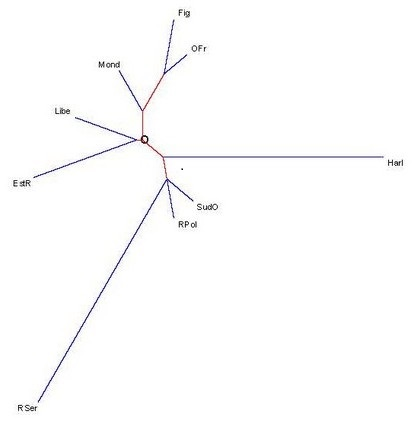 Fig
OFr
Mond
Libe
O
Harl
EstR
SudO
RPol
RSer